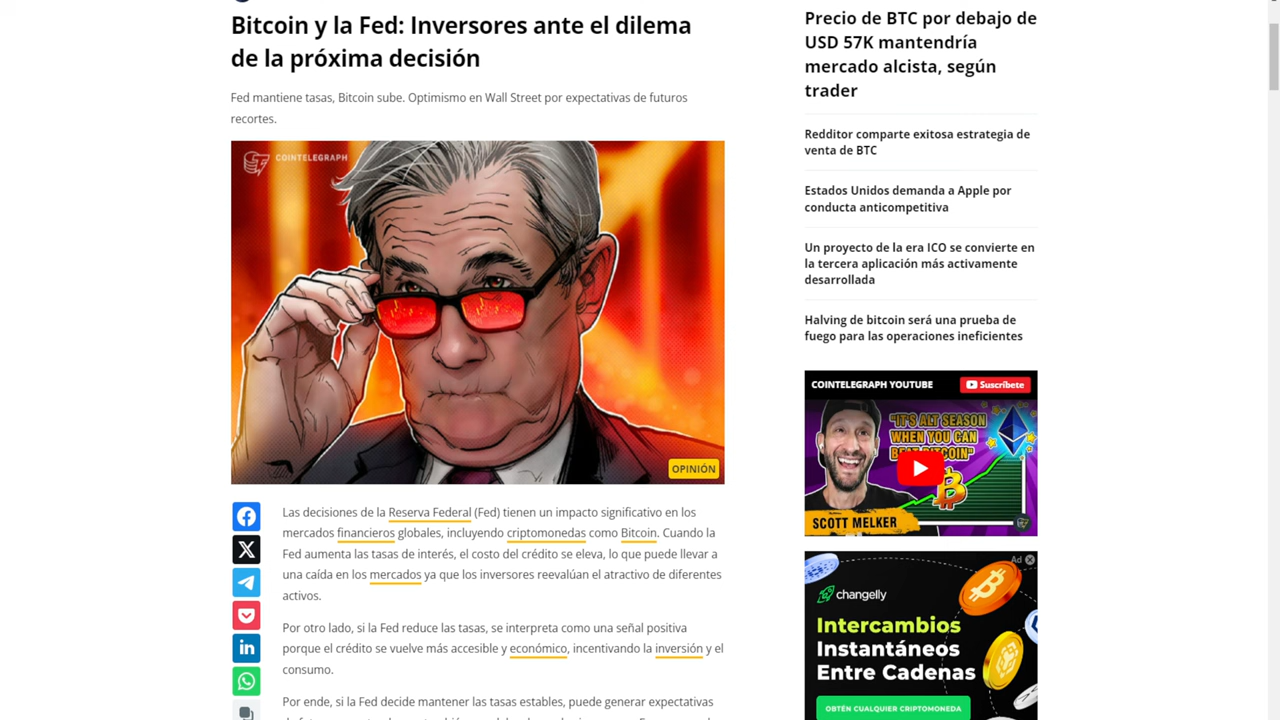 Bitcoin y la Fed: Inversores ante el dilema
de la próxima decisión
Fed mantiene tasas, Bitcoin sube. Optimismo en Wall Street por expectativas de futuros
recortes.
COINTELEGRAPH
OPINIÓN
Las decisiones de la Reserva Federal (Fed) tienen un impacto significativo en los
mercados financieros globales, incluyendo criptomonedas como Bitcoin. Cuando la
Fed aumenta las tasas de interés, el costo del crédito se eleva, lo que puede llevar a
una caída en los mercados ya que los inversores reevalúan el atractivo de diferentes
activos.
Por otro lado, si la Fed reduce las tasas, se interpreta como una señal positiva
porque el crédito se vuelve más accesible y económico, incentivando la inversión y el
consumo.
Por ende, si la Fed decide mantener las tasas estables, puede generar expectativas
Precio de BTC por debajo de
USD 57K mantendría
mercado alcista, según
trader
Redditor comparte exitosa estrategia de
venta de BTC
Estados Unidos demanda a Apple por
conducta anticompetitiva
Un proyecto de la era ICO se convierte en
la tercera aplicación más activamente
desarrollada
Halving de bitcoin será una prueba de
fuego para las operaciones ineficientes
COINTELEGRAPH YOUTUBE
Suscríbete
"IT'S ALT SEASON
WHEN YOU CAN
BEAT BITCOIN"
SCOTT MELKER
Ad
changelly
Intercambios
Instantáneos
Entre Cadenas
OBTÉN CUALQUIER CRIPTOMONEDA